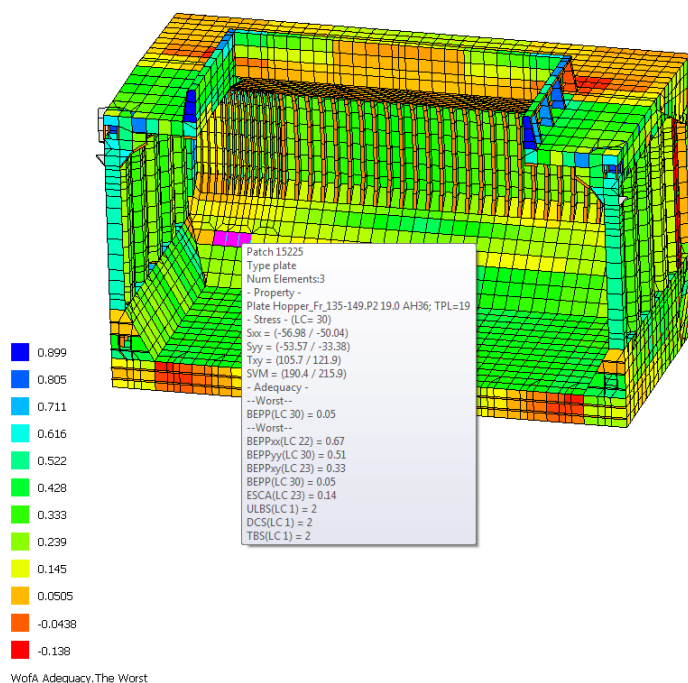 Patch 15225
Type plate
Num Elements:3
- Property -
Plate Hopper_Fr_135-149.P2 19.0 AH36; TPL=19
- Stress - (LC= 30)
Sxx = (-56.98 / -50.04)
Syy = (-53.57 / -33.38)
Txy = (105.7 / 121.9)
SVM = (190.4 / 215.9)
- Adequacy -
--Worst--
BEPP(LC 30) = 0.05
--Worst--
BEPPxx(LC 22) = 0.67
BEPPyy(LC 30) = 0.51
BEPPxy(LC 23) = 0.33
BEPP(LC 30) = 0.05
ESCA(LC 23) = 0.14
ULBS(LC 1) = 2
DCS(LC 1) = 2
TBS(LC 1) = 2
0.899
0.805
0.711
0.616
0.522
0.428
0.333
0.239
0.145
0.0505
-0.0438
-0.138
WofA Adequacy.The Worst